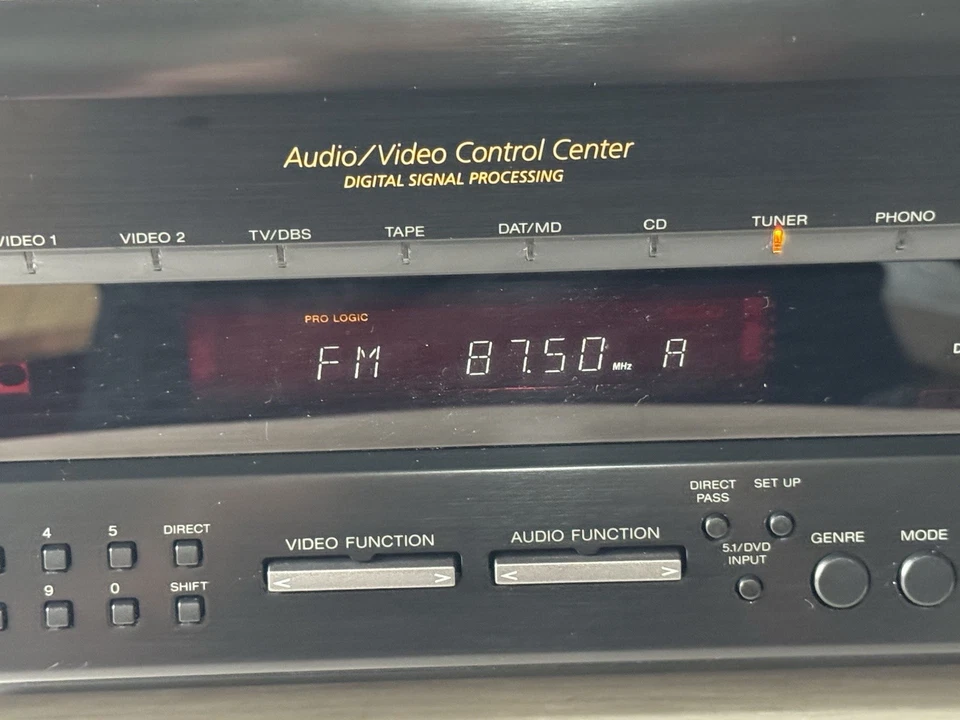 Audio/Video Control Center
DIGITAL SIGNAL PROCESSING
VIDEO 1 VIDEO 2 TV/DBS TAPE DAT/MD CD TUNER PHONO
PRO LOGIC
FM 87.50 MHz A
D
DIRECT PASS SET UP
4 5 DIRECT VIDEO FUNCTION AUDIO FUNCTION 5.1/DVD INPUT GENRE MODE
< > < >
9 0 SHIFT